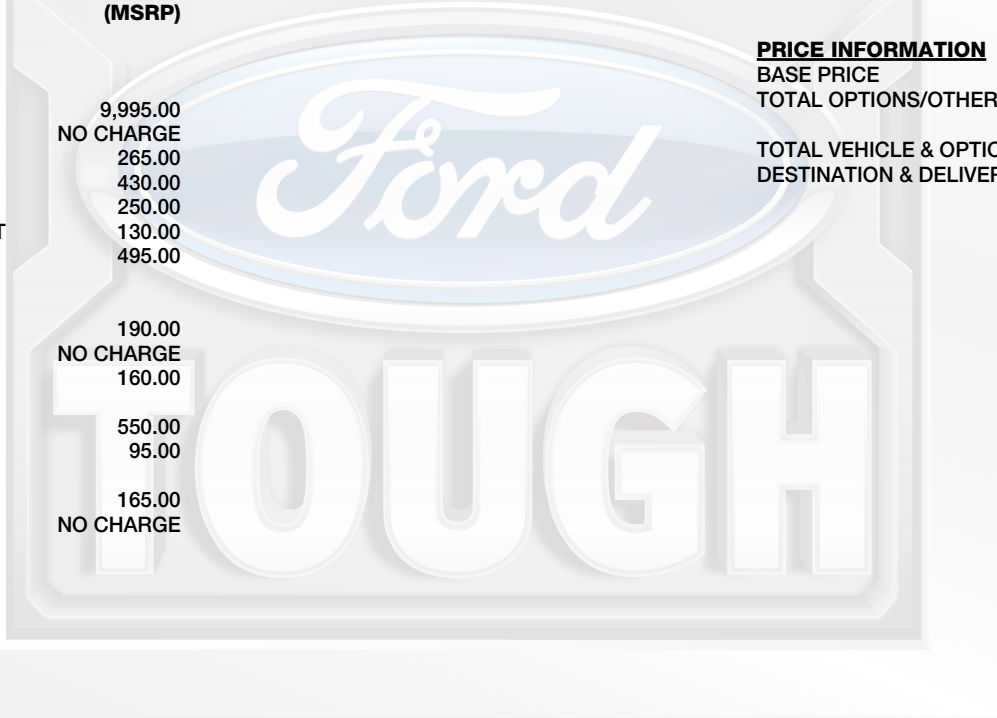 (MSRP)
9,995.00
NO CHARGE
265.00
430.00
250.00
T 130.00
495.00
190.00
NO CHARGE
160.00
550.00
95.00
165.00
NO CHARGE
PRICE INFORMATION
BASE PRICE
TOTAL OPTIONS/OTHER
TOTAL VEHICLE & OPTIO
DESTINATION & DELIVER
Ford
TOUGH